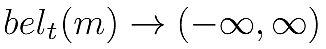 bel_t(m) → (−∞, ∞)